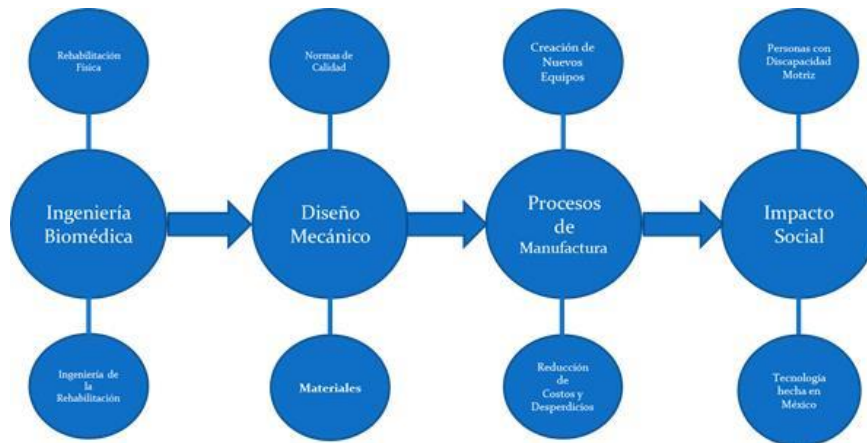 Rehabilitación
Física
Normas de
Calidad
Creación de
Nuevos
Equipos
Personas con
Discapacidad
Motriz
Ingeniería
Biomédica
Diseño
Mecánico
Procesos
de
Manufactura
Impacto
Social
Ingeniería de
la
Rehabilitación
Materiales
Reducción
de
Costos y
Desperdicios
Tecnología
hecha en
México